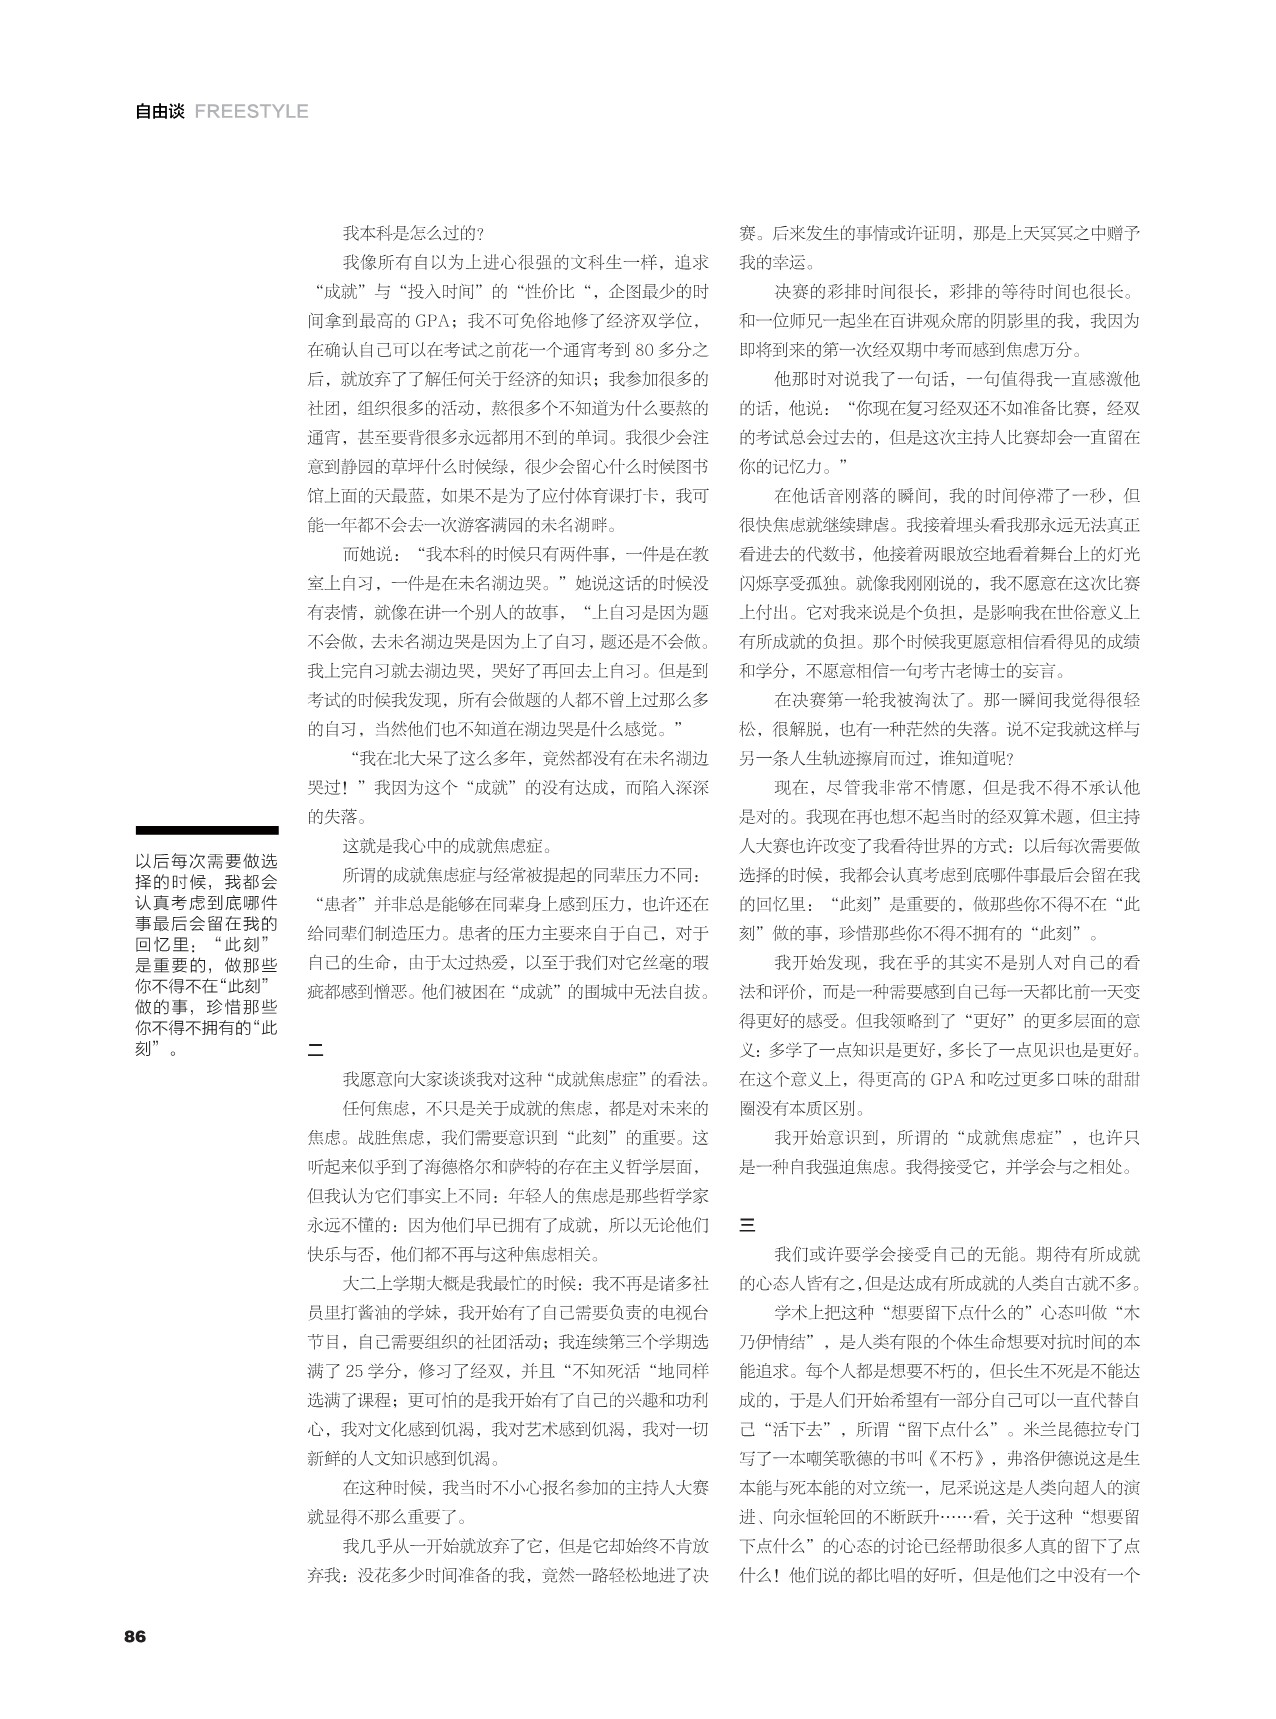 自由谈 FREESTYLE
我本科是怎么过的？
我像所有自以为上进心很强的文科生一样，追求
“成就”与“投入时间”的“性价比“，企图最少的时
间拿到最高的 GPA；我不可免俗地修了经济双学位，
在确认自己可以在考试之前花一个通宵考到 80 多分之
后，就放弃了了解任何关于经济的知识；我参加很多的
社团，组织很多的活动，熬很多个不知道为什么要熬的
通宵，甚至要背很多永远都用不到的单词。我很少会注
意到静园的草坪什么时候绿，很少会留心什么时候图书
馆上面的天最蓝，如果不是为了应付体育课打卡，我可
能一年都不会去一次游客满园的未名湖畔。
而她说：“我本科的时候只有两件事，一件是在教
室上自习，一件是在未名湖边哭。”她说这话的时候没
有表情，就像在讲一个别人的故事，“上自习是因为题
不会做，去未名湖边哭是因为上了自习，题还是不会做。
我上完自习就去湖边哭，哭好了再回去上自习。但是到
考试的时候我发现，所有会做题的人都不曾上过那么多
的自习，当然他们也不知道在湖边哭是什么感觉。”
“我在北大呆了这么多年，竟然都没有在未名湖边
哭过！”我因为这个“成就”的没有达成，而陷入深深
的失落。
这就是我心中的成就焦虑症。
所谓的成就焦虑症与经常被提起的同辈压力不同：
“患者”并非总是能够在同辈身上感到压力，也许还在
给同辈们制造压力。患者的压力主要来自于自己，对于
自己的生命，由于太过热爱，以至于我们对它丝毫的瑕
疵都感到憎恶。他们被困在“成就”的围城中无法自拔。
二
我愿意向大家谈谈我对这种“成就焦虑症”的看法。
任何焦虑，不只是关于成就的焦虑，都是对未来的
焦虑。战胜焦虑，我们需要意识到“此刻”的重要。这
听起来似乎到了海德格尔和萨特的存在主义哲学层面，
但我认为它们事实上不同：年轻人的焦虑是那些哲学家
永远不懂的：因为他们早已拥有了成就，所以无论他们
快乐与否，他们都不再与这种焦虑相关。
大二上学期大概是我最忙的时候：我不再是诸多社
员里打酱油的学妹，我开始有了自己需要负责的电视台
节目，自己需要组织的社团活动；我连续第三个学期选
满了 25 学分，修习了经双，并且“不知死活“地同样
选满了课程；更可怕的是我开始有了自己的兴趣和功利
心，我对文化感到饥渴，我对艺术感到饥渴，我对一切
新鲜的人文知识感到饥渴。
在这种时候，我当时不小心报名参加的主持人大赛
就显得不那么重要了。
我几乎从一开始就放弃了它，但是它却始终不肯放
弃我：没花多少时间准备的我，竟然一路轻松地进了决
赛。后来发生的事情或许证明，那是上天冥冥之中赠予
我的幸运。
决赛的彩排时间很长，彩排的等待时间也很长。
和一位师兄一起坐在百讲观众席的阴影里的我，我因为
即将到来的第一次经双期中考而感到焦虑万分。
他那时对说我了一句话，一句值得我一直感激他
的话，他说：“你现在复习经双还不如准备比赛，经双
的考试总会过去的，但是这次主持人比赛却会一直留在
你的记忆力。”
在他话音刚落的瞬间，我的时间停滞了一秒，但
很快焦虑就继续肆虐。我接着埋头看我那永远无法真正
看进去的代数书，他接着两眼放空地看着舞台上的灯光
闪烁享受孤独。就像我刚刚说的，我不愿意在这次比赛
上付出。它对我来说是个负担，是影响我在世俗意义上
有所成就的负担。那个时候我更愿意相信看得见的成绩
和学分，不愿意相信一句考古老博士的妄言。
在决赛第一轮我被淘汰了。那一瞬间我觉得很轻
松，很解脱，也有一种茫然的失落。说不定我就这样与
另一条人生轨迹擦肩而过，谁知道呢？
现在，尽管我非常不情愿，但是我不得不承认他
是对的。我现在再也想不起当时的经双算术题，但主持
人大赛也许改变了我看待世界的方式：以后每次需要做
选择的时候，我都会认真考虑到底哪件事最后会留在我
的回忆里：“此刻”是重要的，做那些你不得不在“此
刻”做的事，珍惜那些你不得不拥有的“此刻”。
我开始发现，我在乎的其实不是别人对自己的看
法和评价，而是一种需要感到自己每一天都比前一天变
得更好的感受。但我领略到了“更好”的更多层面的意
义：多学了一点知识是更好，多长了一点见识也是更好。
在这个意义上，得更高的 GPA 和吃过更多口味的甜甜
圈没有本质区别。
我开始意识到，所谓的“成就焦虑症”，也许只
是一种自我强迫焦虑。我得接受它，并学会与之相处。
三
我们或许要学会接受自己的无能。期待有所成就
的心态人皆有之，但是达成有所成就的人类自古就不多。
学术上把这种“想要留下点什么的”心态叫做“木
乃伊情结”，是人类有限的个体生命想要对抗时间的本
能追求。每个人都是想要不朽的，但长生不死是不能达
成的，于是人们开始希望有一部分自己可以一直代替自
己“活下去”，所谓“留下点什么”。米兰昆德拉专门
写了一本嘲笑歌德的书叫《不朽》，弗洛伊德说这是生
本能与死本能的对立统一，尼采说这是人类向超人的演
进、向永恒轮回的不断跃升……看，关于这种“想要留
下点什么”的心态的讨论已经帮助很多人真的留下了点
什么！他们说的都比唱的好听，但是他们之中没有一个
以后每次需要做选
择的时候，我都会
认真考虑到底哪件
事最后会留在我的
回忆里：“此刻”
是重要的，做那些
你不得不在“此刻”
做的事，珍惜那些
你不得不拥有的“此
刻”。
86